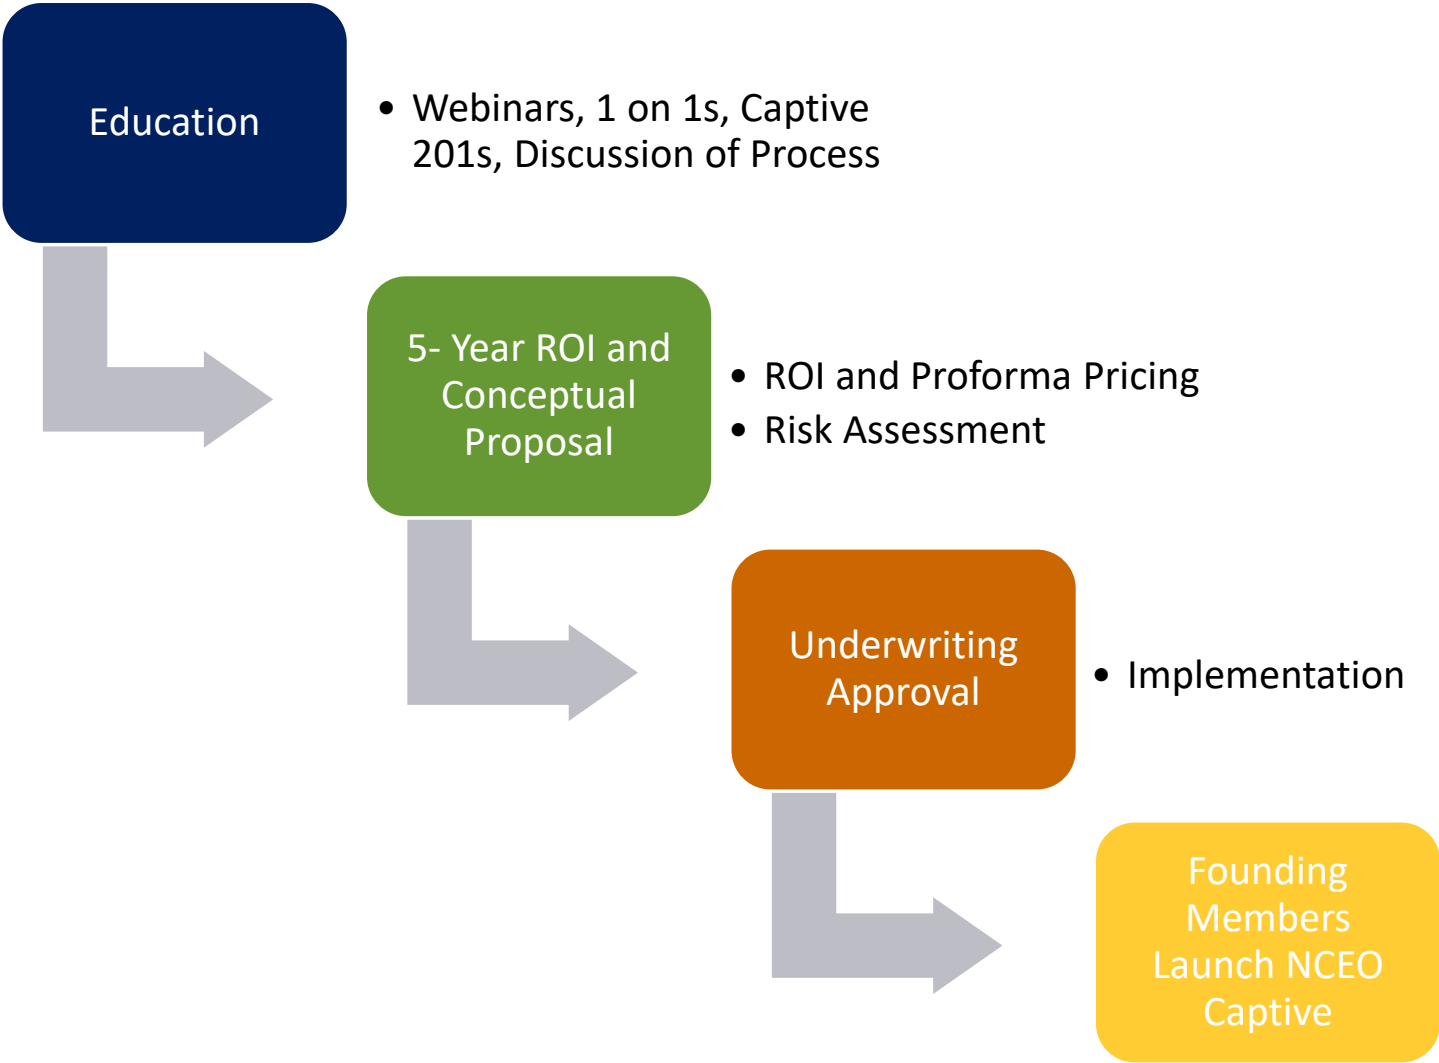 Education
• Webinars, 1 on 1s, Captive
201s, Discussion of Process
5- Year ROI and
Conceptual
Proposal
• ROI and Proforma Pricing
• Risk Assessment
Underwriting
Approval
• Implementation
Founding
Members
Launch NCEO
Captive